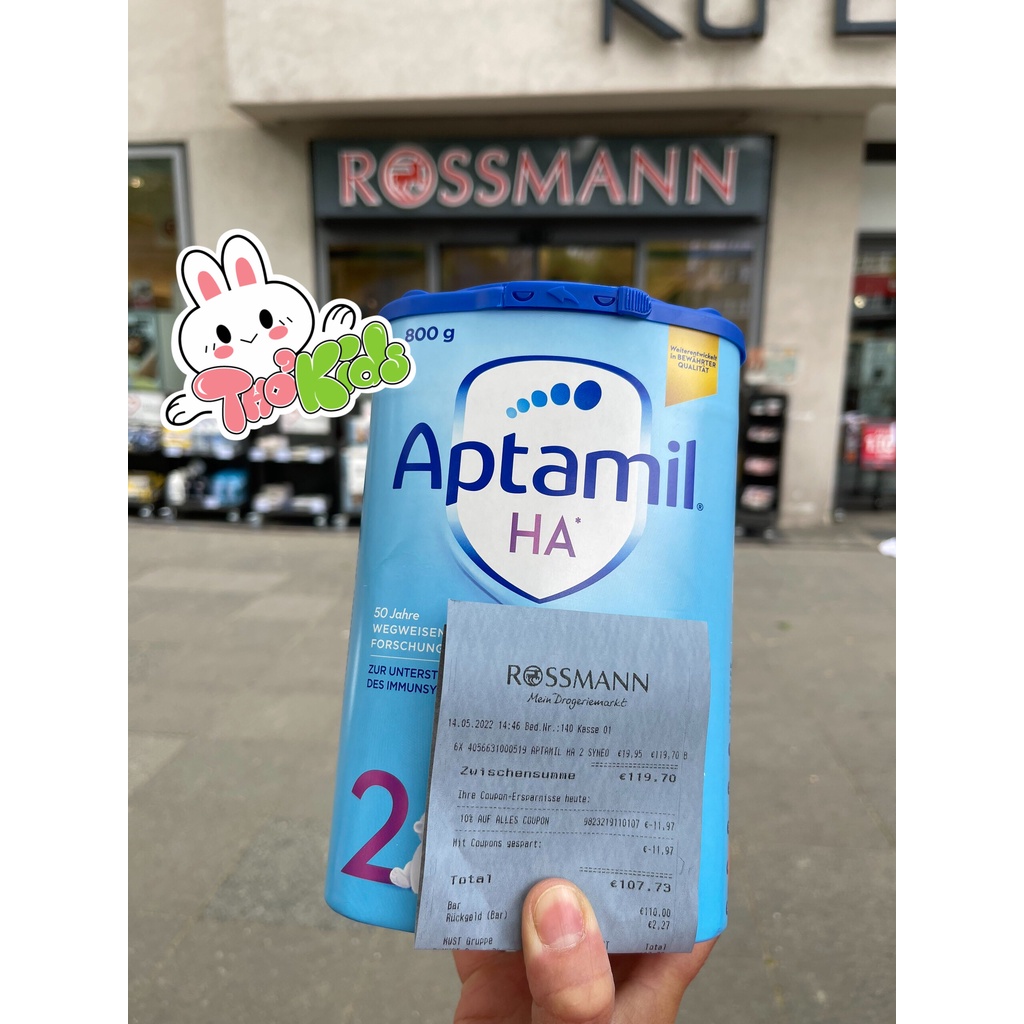 ROSSMANN
Thỏ Kids
800 g
Weiterentwickelt
in BEWÄHRTER
QUALITÄT
Aptamil®
HA*
50 Jahre
WEGWEISEN
FORSCHUNG
ZUR UNTERST
DES IMMUNSY
2
ROSSMANN
Mein Drogeriemarkt
14.05.2022 14:46 Bed.Nr.:140 Kasse 01
6X 4056631000519 APTAMIL HA 2 SYNEO €19,95 €119,70 B
Zwischensumme €119.70
Ihre Coupon-Ersparnisse heute:
10% AUF ALLES COUPON 9823219110107 €-11,97
Mit Coupons gespart: €-11,97
Total €107.73
Bar €110.00
Rückgeld (Bar) €2,27
MWST Gruppe Total